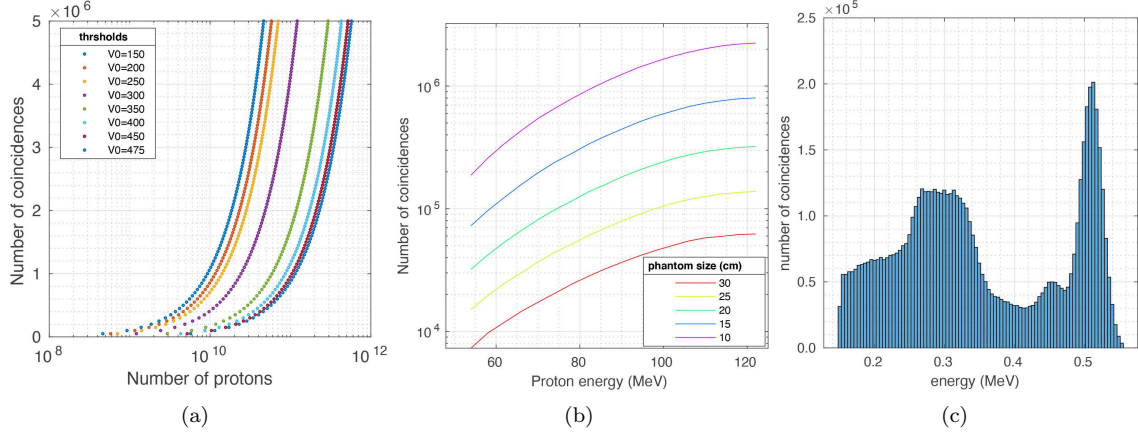 × 10^6
5
4
3
2
1
0
Number of coincidences
thrsholds
V0=150
V0=200
V0=250
V0=300
V0=350
V0=400
V0=450
V0=475
10^8
10^10
10^12
Number of protons
(a)
10^6
10^5
10^4
Number of coincidences
phantom size (cm)
30
25
20
15
10
60
80
100
120
Proton energy (MeV)
(b)
×10^5
2.5
2.0
1.5
1.0
0.5
0.0
number of coincidences
0.2
0.3
0.4
0.5
energy (MeV)
(c)